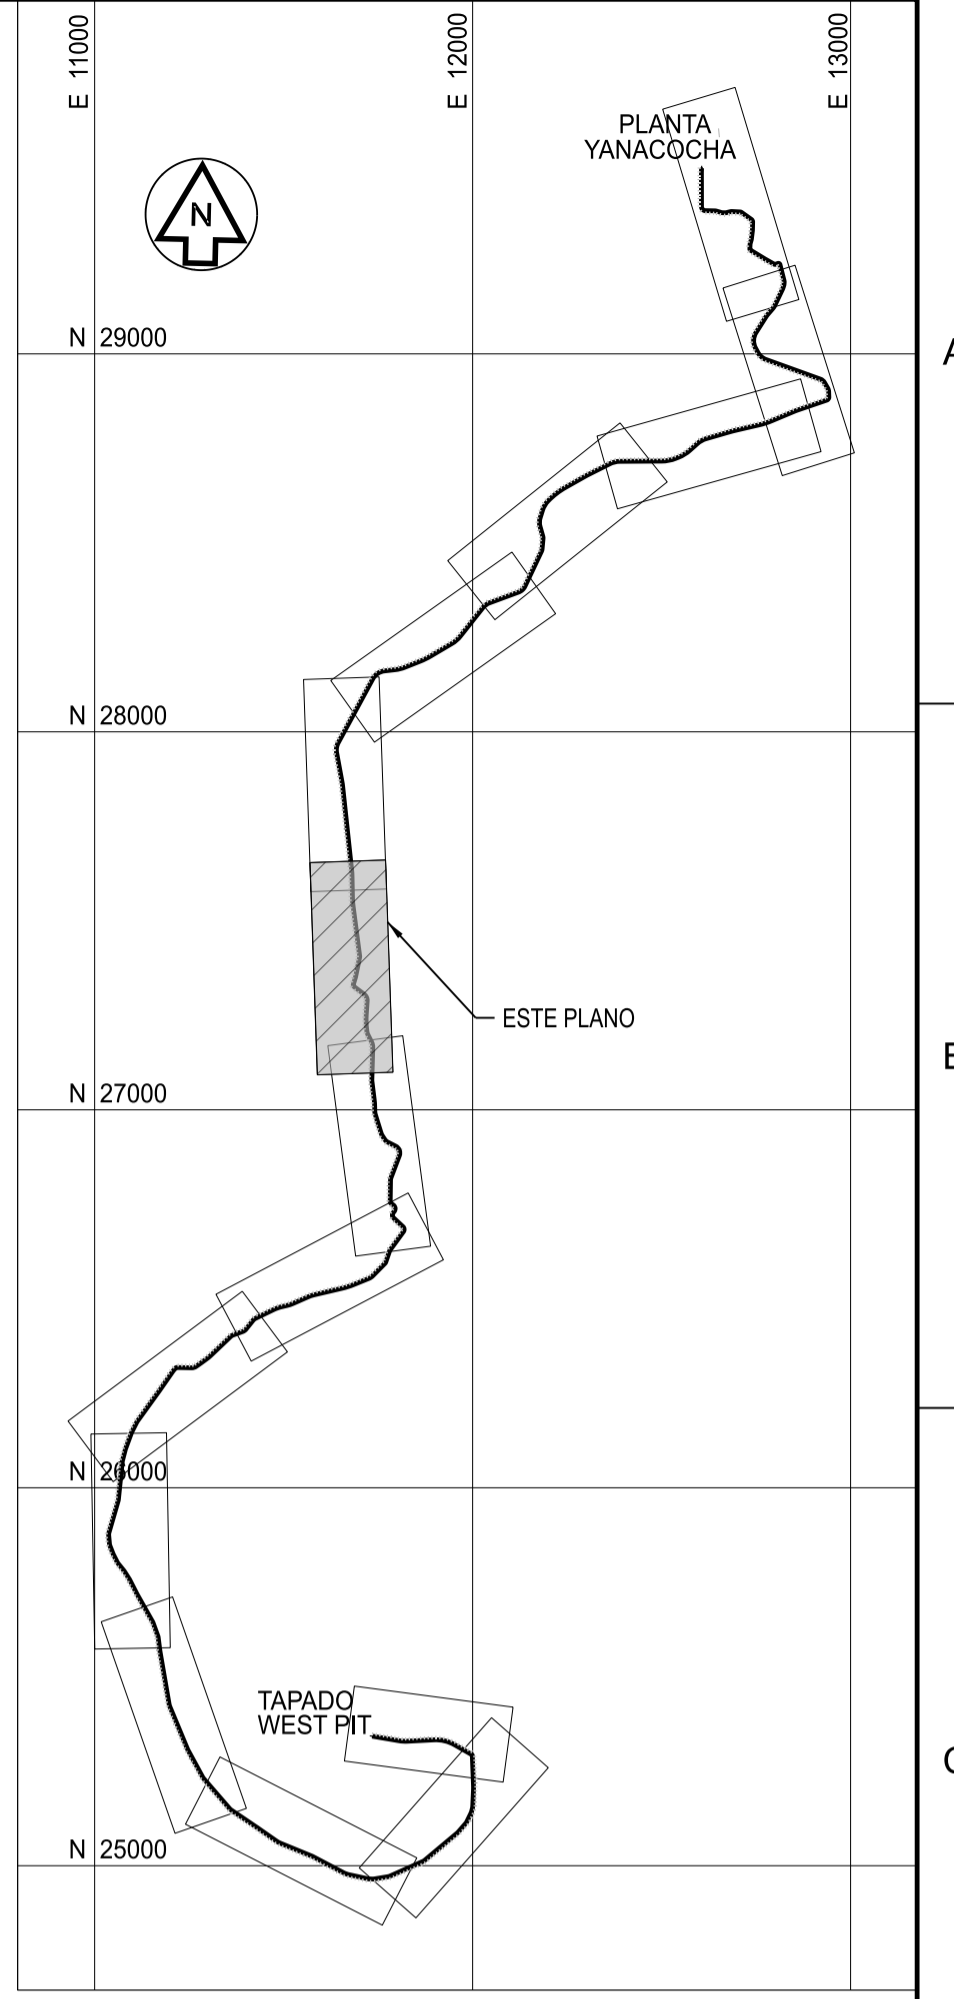 E 11000
E 12000
E 13000
PLANTA
YANACOCHA
N
N 29000
A
N 28000
ESTE PLANO
B
N 27000
N 26000
TAPADO
WEST PIT
C
N 25000